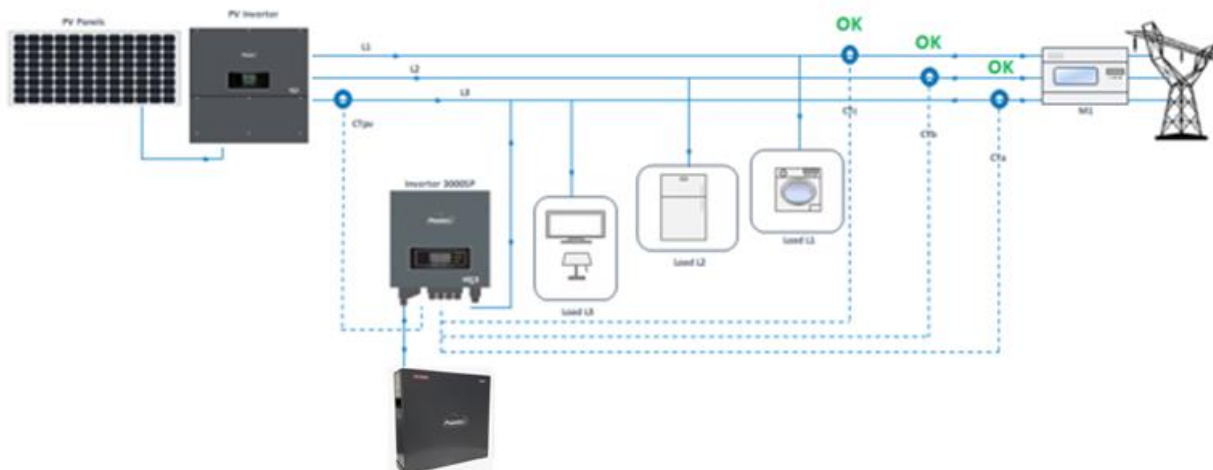 PV Panels
PV Inverter
OK
OK
OK
L1
L2
L3
CTpv
CTc
CTb
CTa
M1
Inverter 3000SP
Load L1
Load L2
Load L3